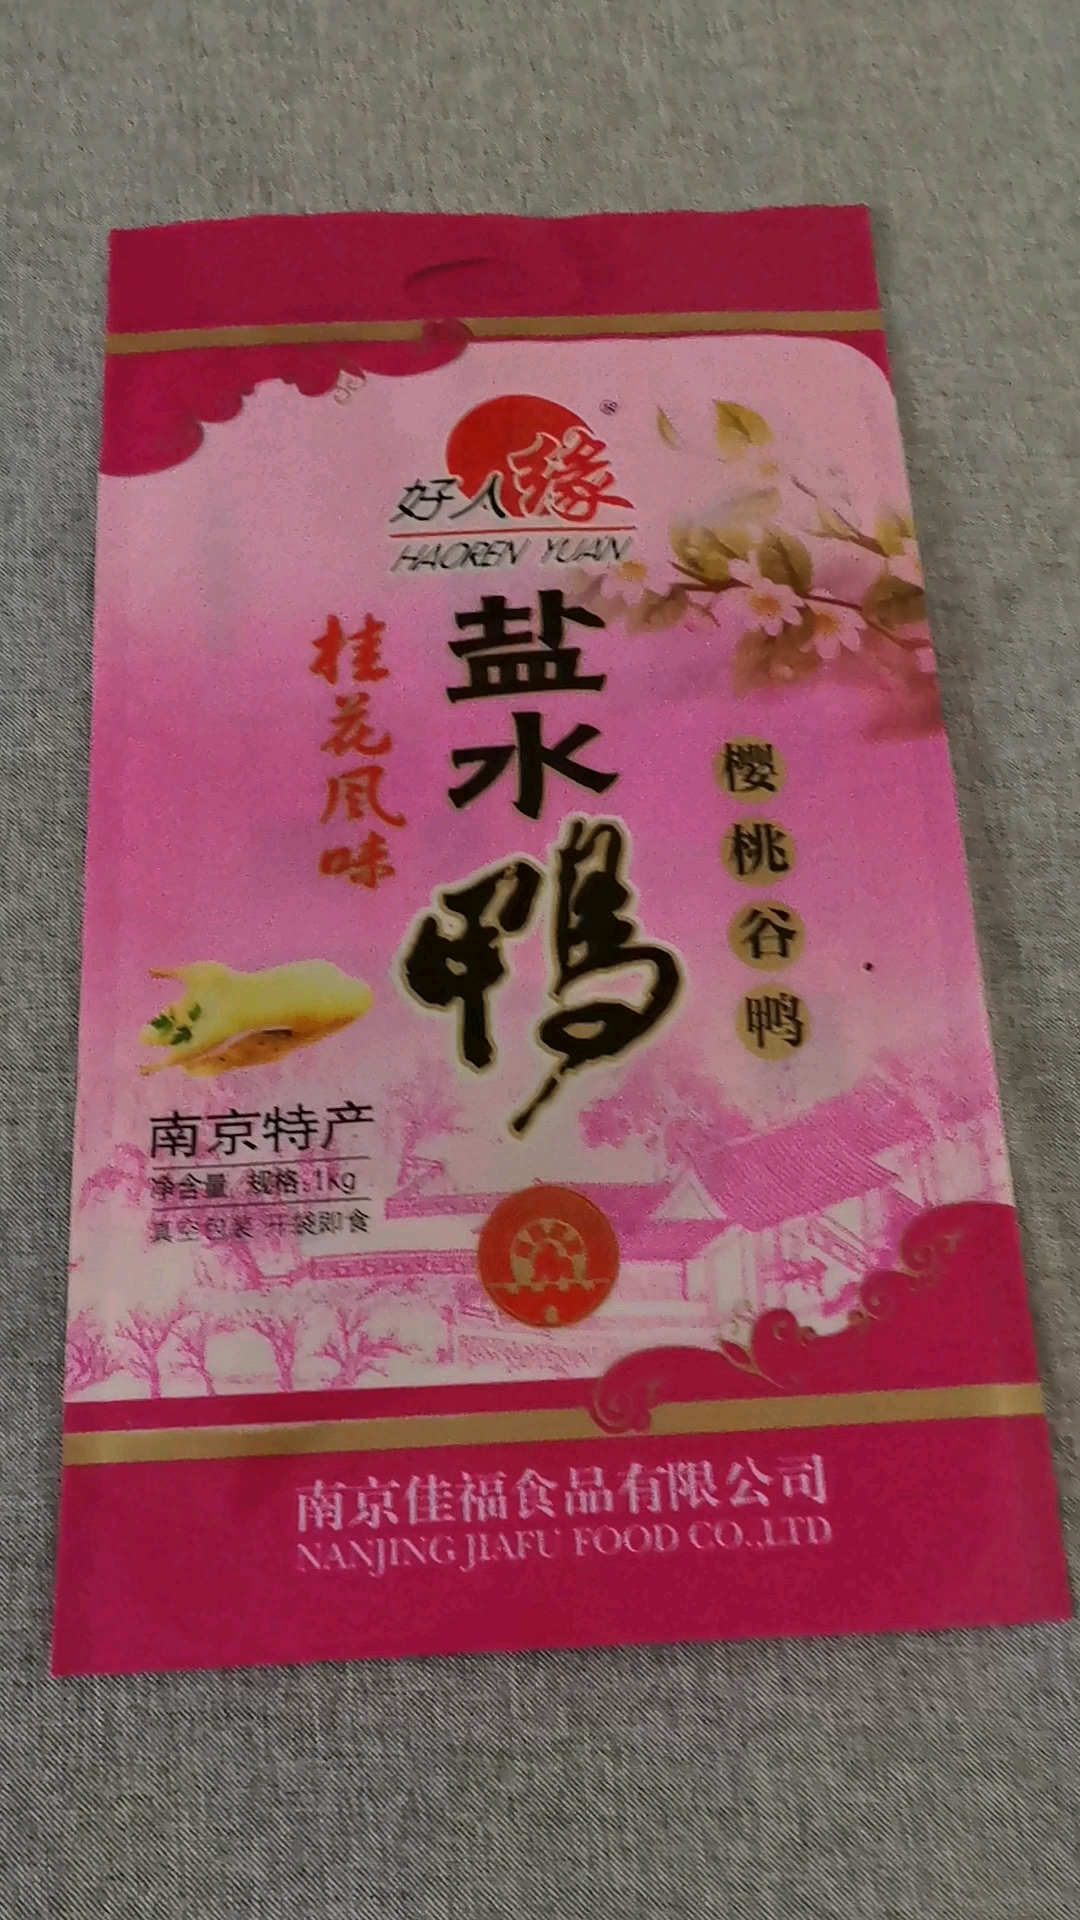 好人缘
HAOREN YUAN
盐水鸭
桂花风味
樱桃谷鸭
南京特产
净含量/规格:1kg
真空包装 开袋即食
南京佳福食品有限公司
NANJING JIAFU FOOD CO.,LTD